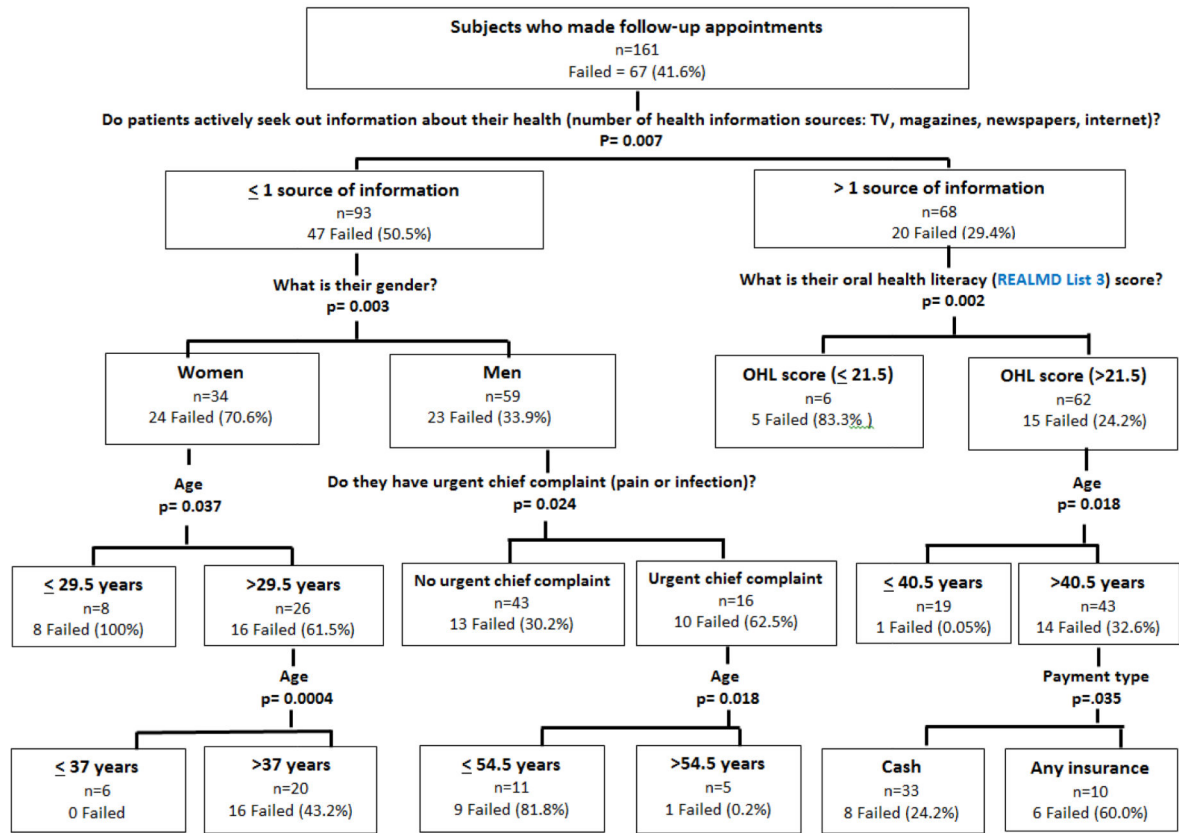 Subjects who made follow-up appointments
n=161
Failed = 67 (41.6%)
Do patients actively seek out information about their health (number of health information sources: TV, magazines, newspapers, internet)?
P= 0.007
≤ 1 source of information
n=93
47 Failed (50.5%)
> 1 source of information
n=68
20 Failed (29.4%)
What is their gender?
p= 0.003
What is their oral health literacy (REALMD List 3) score?
p= 0.002
Women
n=34
24 Failed (70.6%)
Men
n=59
23 Failed (33.9%)
OHL score (≤ 21.5)
n=6
5 Failed (83.3% )
OHL score (>21.5)
n=62
15 Failed (24.2%)
Age
p= 0.037
Do they have urgent chief complaint (pain or infection)?
p= 0.024
Age
p= 0.018
≤ 29.5 years
n=8
8 Failed (100%)
>29.5 years
n=26
16 Failed (61.5%)
No urgent chief complaint
n=43
13 Failed (30.2%)
Urgent chief complaint
n=16
10 Failed (62.5%)
≤ 40.5 years
n=19
1 Failed (0.05%)
>40.5 years
n=43
14 Failed (32.6%)
Age
p= 0.0004
Age
p= 0.018
Payment type
p=.035
≤ 37 years
n=6
0 Failed
>37 years
n=20
16 Failed (43.2%)
≤ 54.5 years
n=11
9 Failed (81.8%)
>54.5 years
n=5
1 Failed (0.2%)
Cash
n=33
8 Failed (24.2%)
Any insurance
n=10
6 Failed (60.0%)